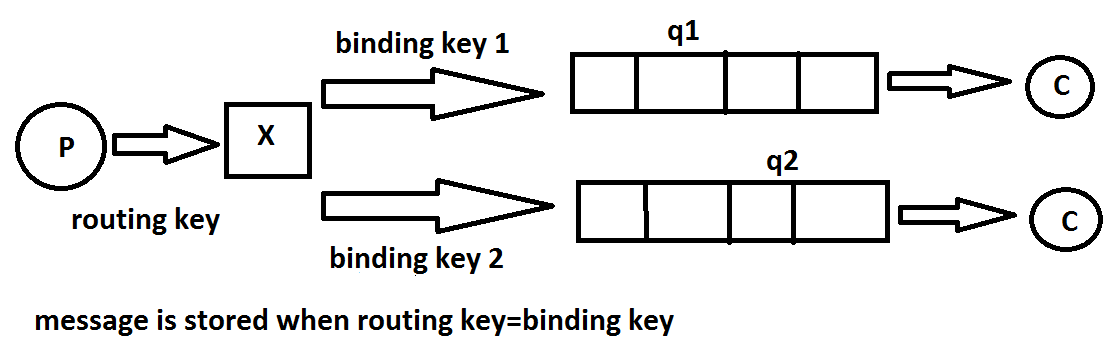 q1
binding key 1
P
X
C
routing key
q2
binding key 2
C
message is stored when routing key=binding key